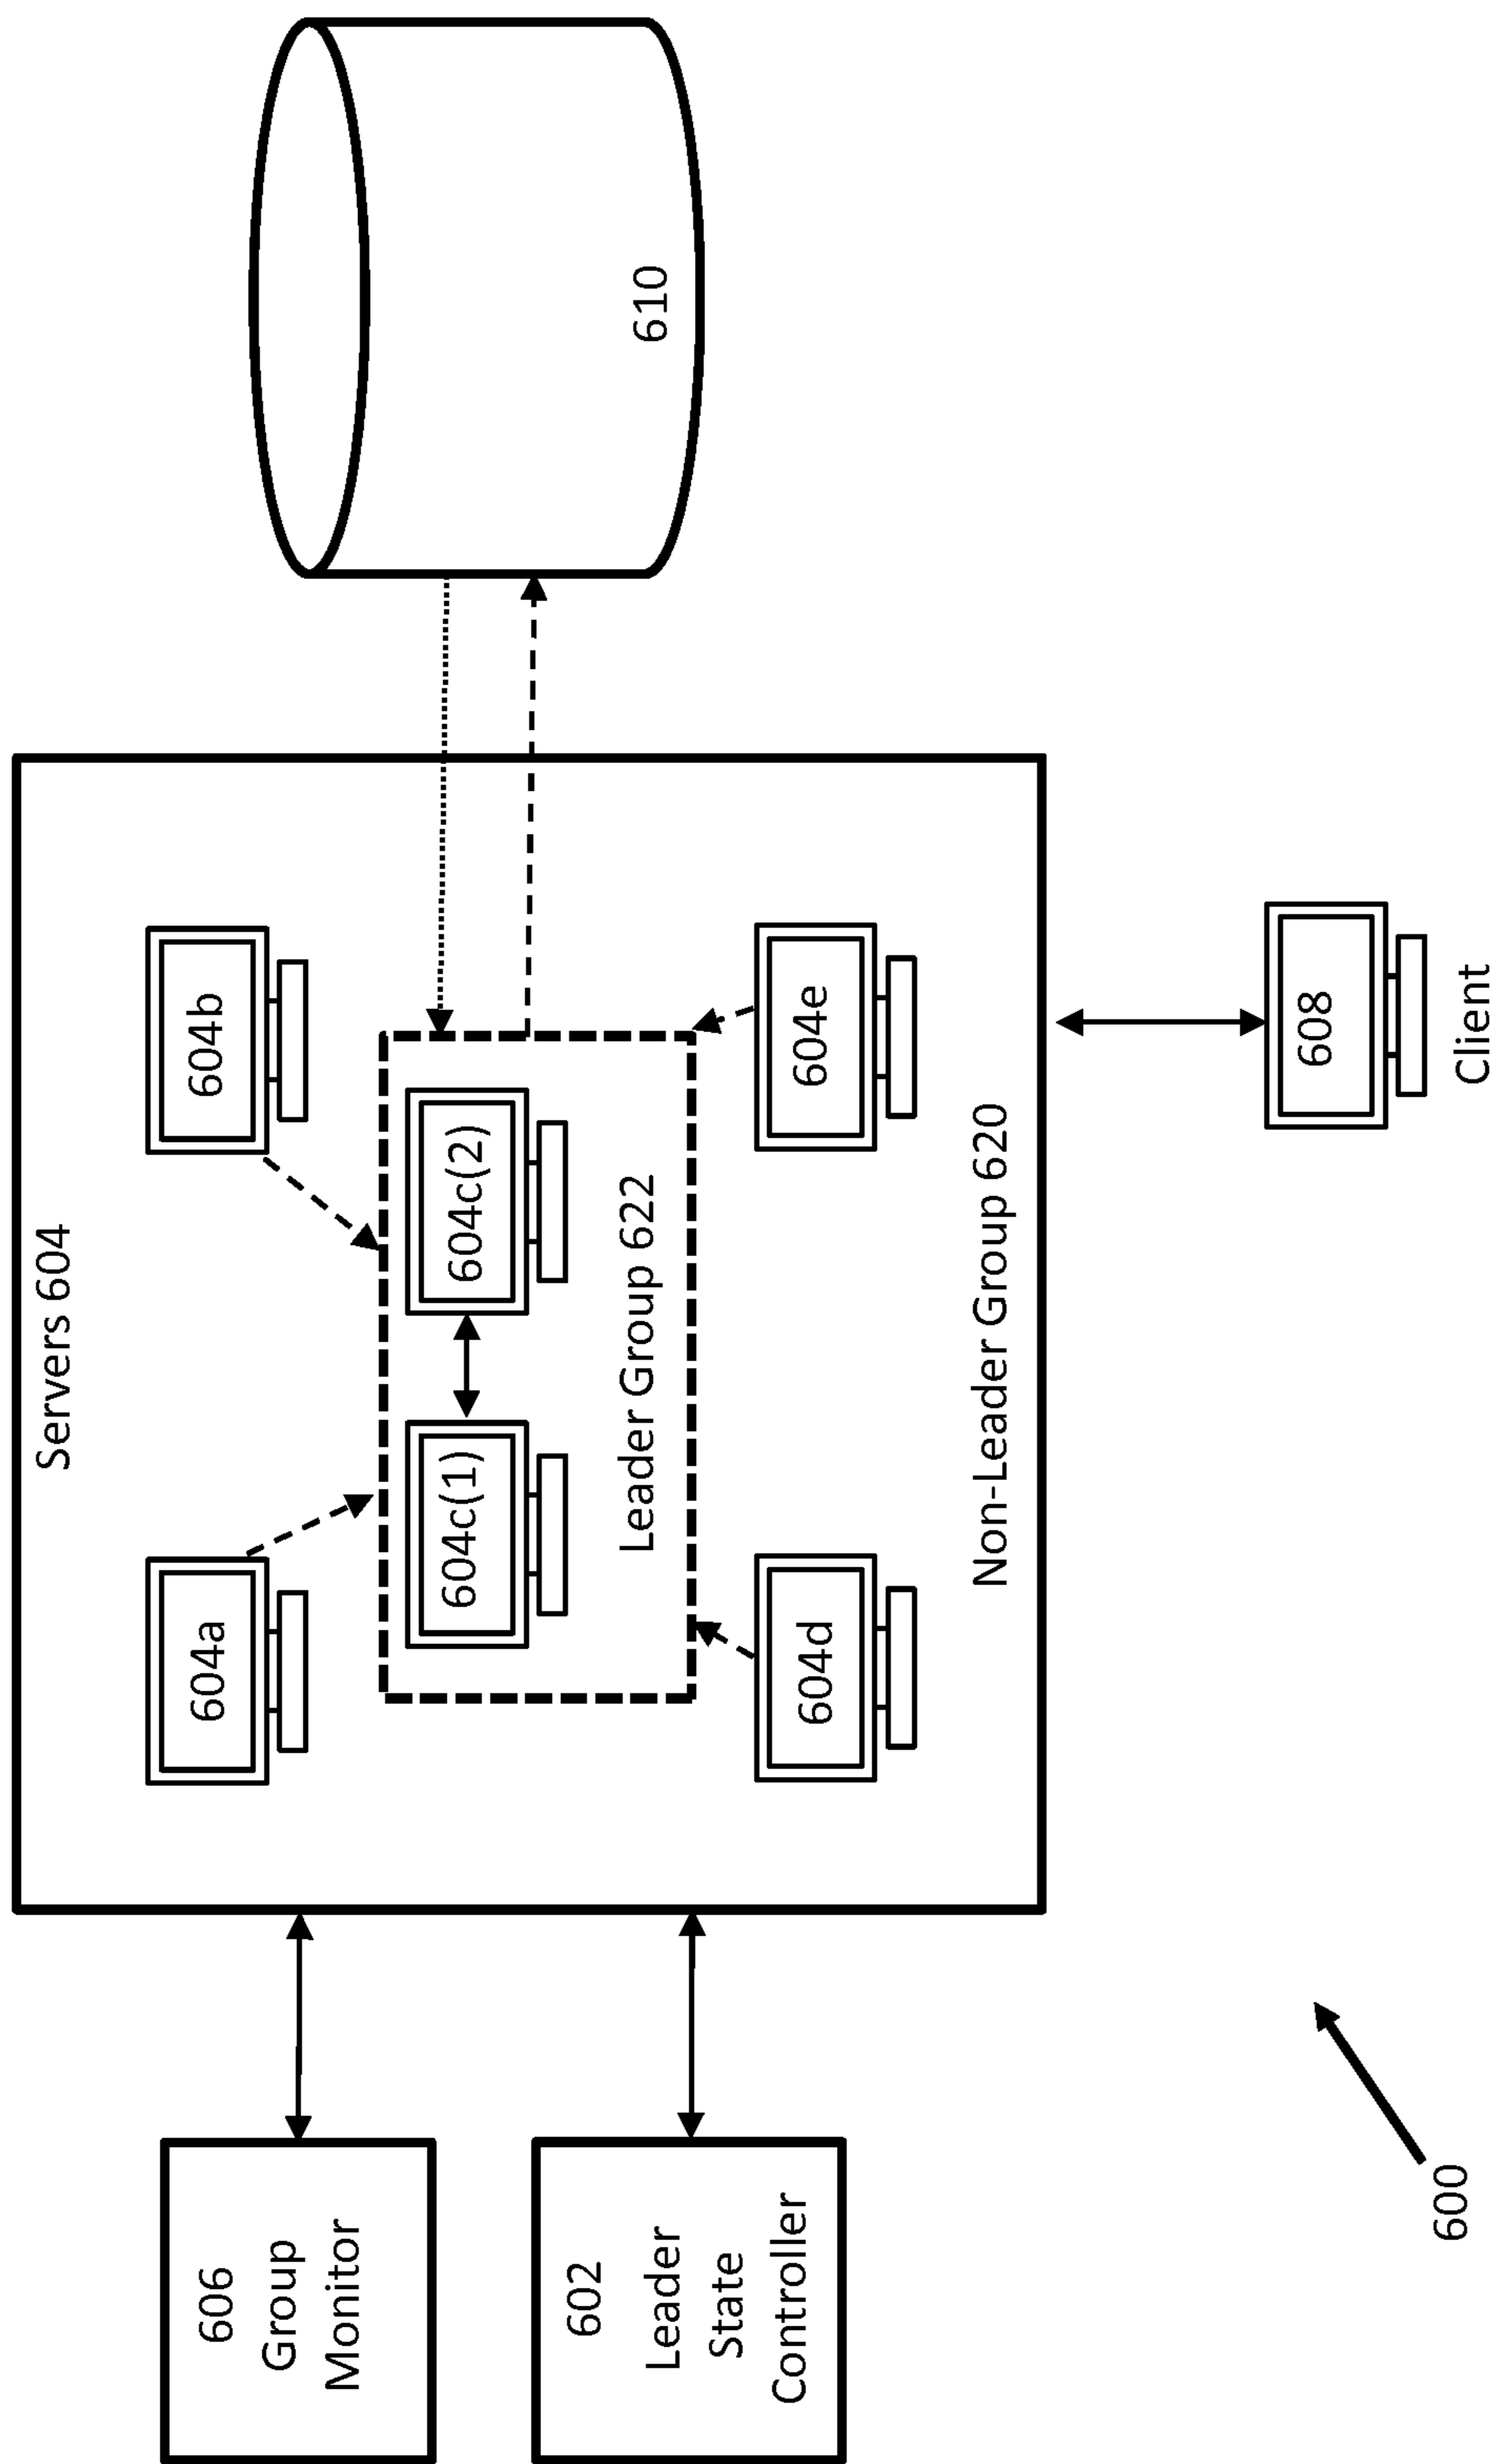 Servers 604
606
Group
Monitor
602
Leader
State
Controller
604a
604b
604c(1)
604c(2)
Leader Group 622
604d
604e
Non-Leader Group 620
610
608
Client
600